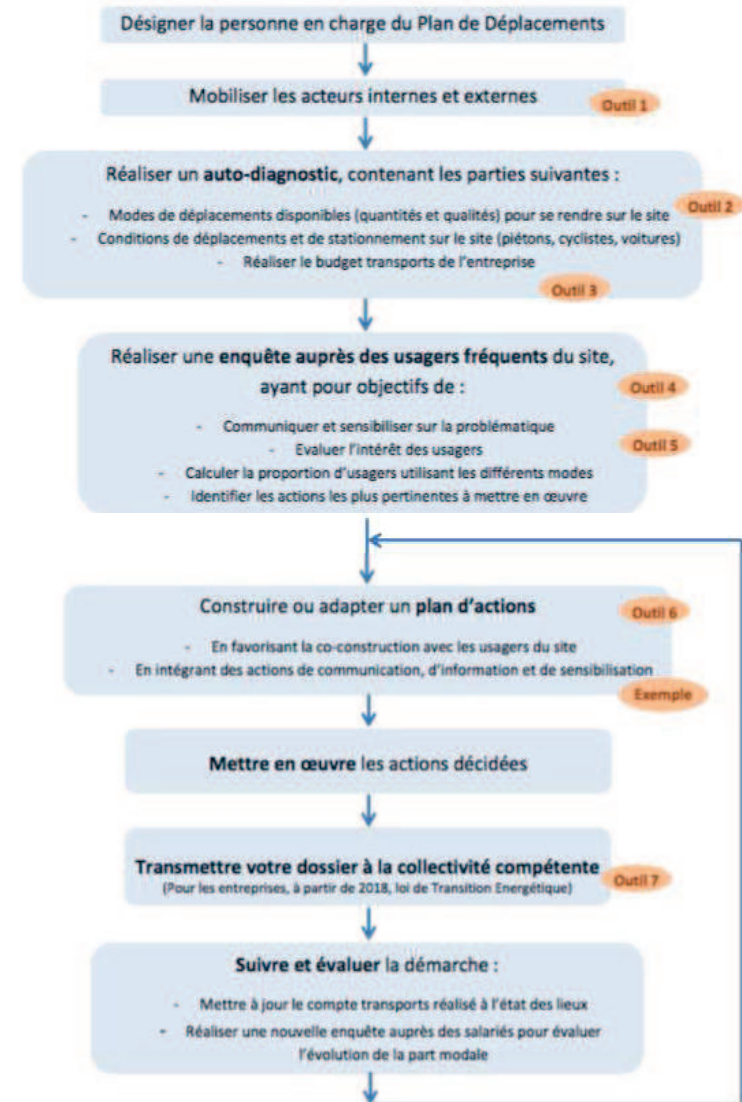 Désigner la personne en charge du Plan de Déplacements
Mobiliser les acteurs internes et externes
Outil 1
Réaliser un auto-diagnostic, contenant les parties suivantes :
Outil 2
- Modes de déplacements disponibles (quantités et qualités) pour se rendre sur le site
- Conditions de déplacements et de stationnement sur le site (piétons, cyclistes, voitures)
- Réaliser le budget transports de l'entreprise
Outil 3
Réaliser une enquête auprès des usagers fréquents du site,
ayant pour objectifs de :
Outil 4
- Communiquer et sensibiliser sur la problématique
- Evaluer l'intérêt des usagers
Outil 5
- Calculer la proportion d'usagers utilisant les différents modes
- Identifier les actions les plus pertinentes à mettre en œuvre
Construire ou adapter un plan d'actions
Outil 6
- En favorisant la co-construction avec les usagers du site
- En intégrant des actions de communication, d'information et de sensibilisation
Exemple
Mettre en œuvre les actions décidées
Transmettre votre dossier à la collectivité compétente
(Pour les entreprises, à partir de 2018, loi de Transition Energétique)
Outil 7
Suivre et évaluer la démarche :
- Mettre à jour le compte transports réalisé à l'état des lieux
- Réaliser une nouvelle enquête auprès des salariés pour évaluer
l'évolution de la part modale